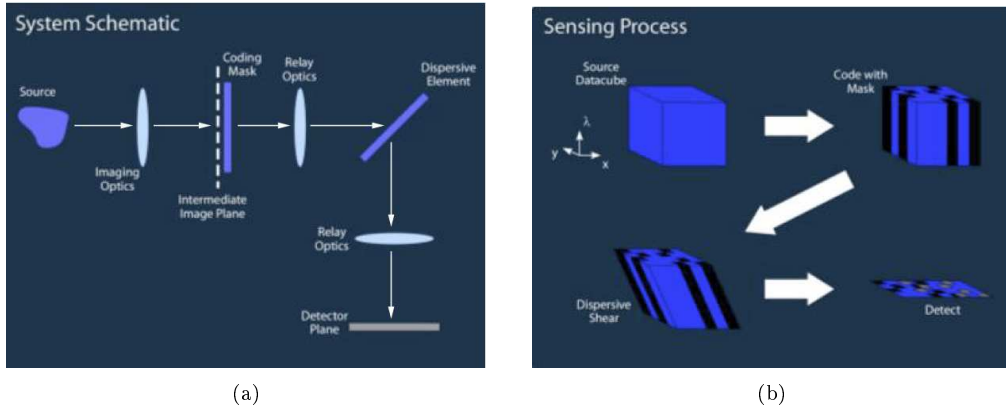 System Schematic
Source
Imaging
Optics
Intermediate
Image Plane
Coding
Mask
Relay
Optics
Dispersive
Element
Relay
Optics
Detector
Plane
(a)
Sensing Process
Source
Datacube
λ
y
x
Code with
Mask
Dispersive
Shear
Detect
(b)